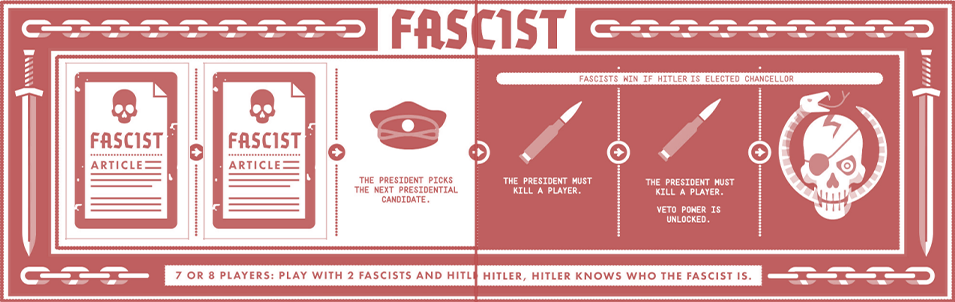 FASCIST
FASCISTS WIN IF HITLER IS ELECTED CHANCELLOR
FASCIST
ARTICLE
FASCIST
ARTICLE
THE PRESIDENT PICKS
THE NEXT PRESIDENTIAL
CANDIDATE.
THE PRESIDENT MUST
KILL A PLAYER.
THE PRESIDENT MUST
KILL A PLAYER.
VETO POWER IS
UNLOCKED.
7 OR 8 PLAYERS: PLAY WITH 2 FASCISTS AND HITL HITLER, HITLER KNOWS WHO THE FASCIST IS.